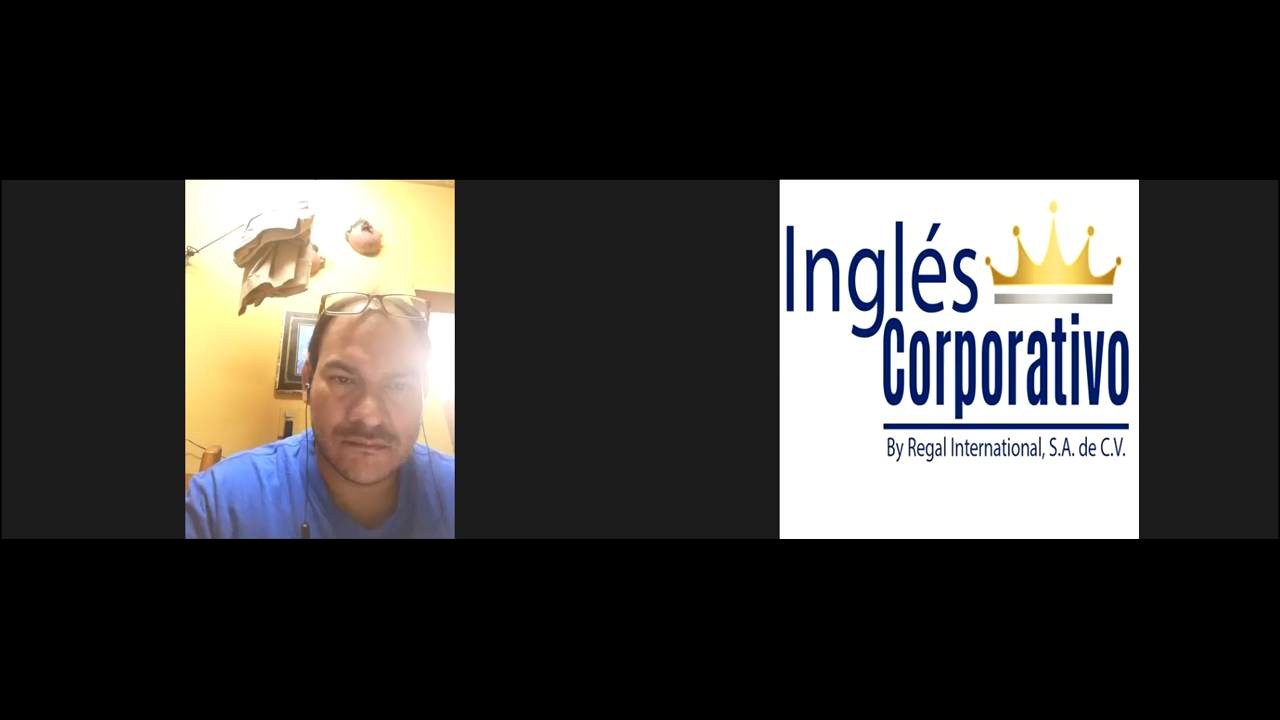 Inglés
Corporativo
By Regal International, S.A. de C.V.